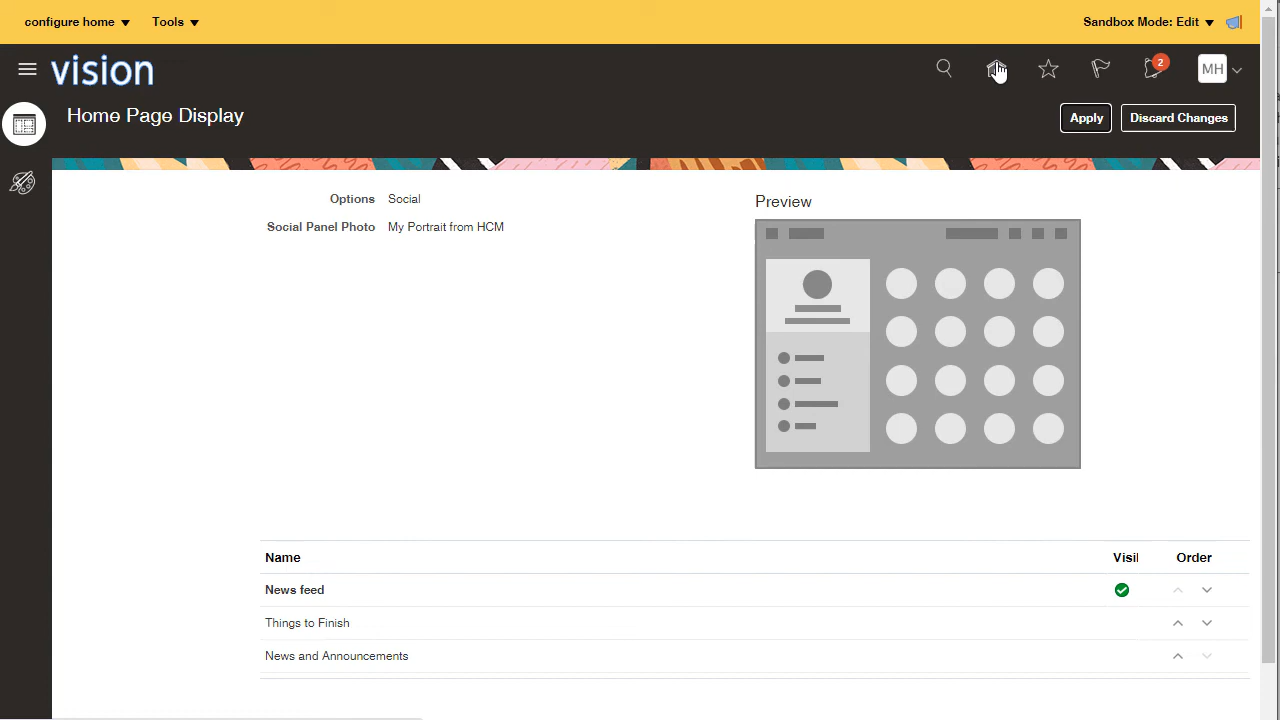 configure home Tools Sandbox Mode: Edit
vision 2 MH
Home Page Display Apply Discard Changes
Options Social Preview
Social Panel Photo My Portrait from HCM
Name Visil Order
News feed
Things to Finish
News and Announcements